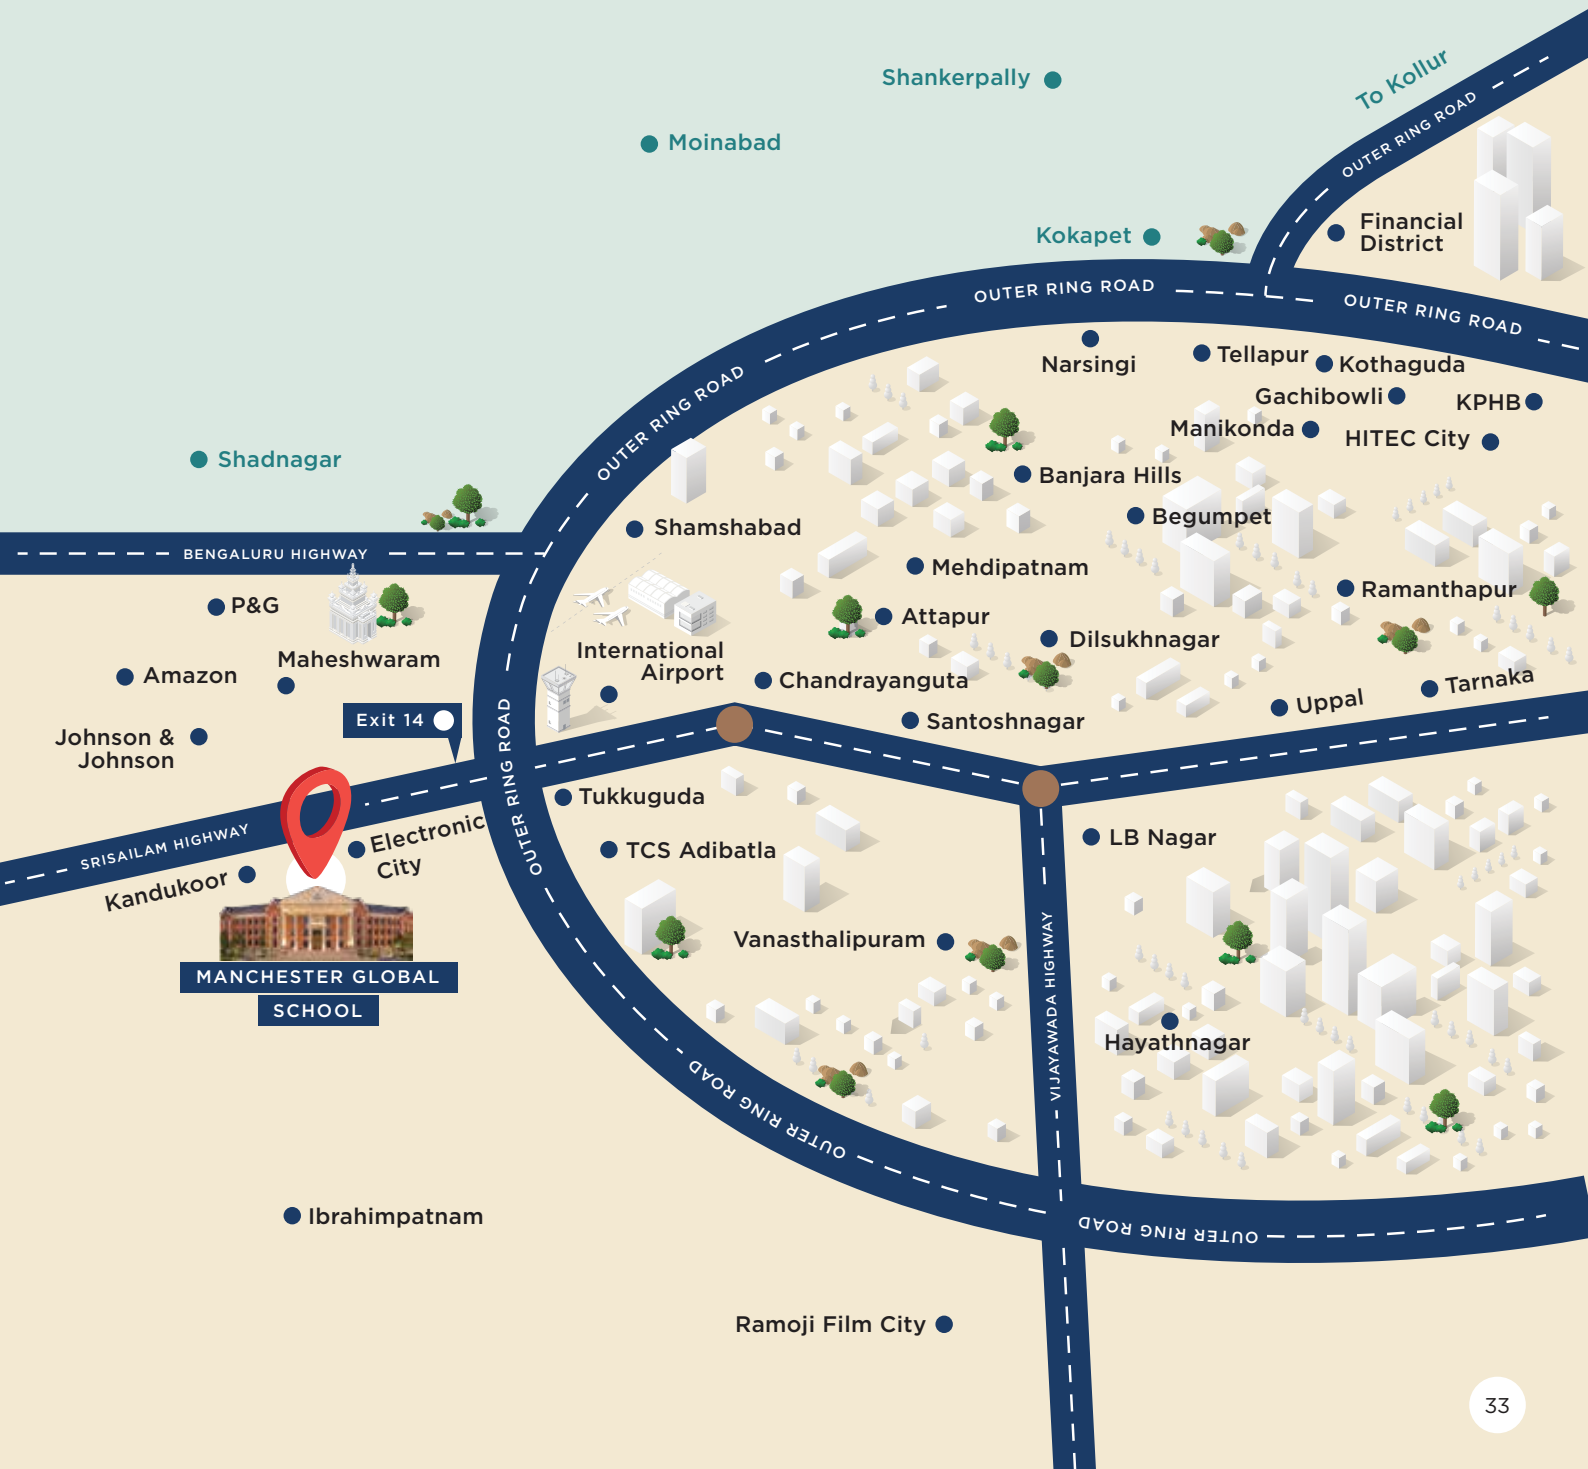 Shankerpally
To Kollur
OUTER RING ROAD
Moinabad
Kokapet
Financial
District
OUTER RING ROAD
OUTER RING ROAD
Narsingi
Tellapur
Kothaguda
OUTER RING ROAD
Gachibowli
KPHB
Manikonda
HITEC City
Shadnagar
Banjara Hills
Begumpet
Shamshabad
BENGALURU HIGHWAY
Mehdipatnam
Ramanthapur
P&G
Attapur
Dilsukhnagar
International
Airport
Maheshwaram
Amazon
Chandrayanguta
Tarnaka
Uppal
Exit 14
Santoshnagar
Johnson &
Johnson
OUTER RING ROAD
Tukkuguda
SRISAILAM HIGHWAY
Electronic
City
LB Nagar
TCS Adibatla
Kandukoor
Vanasthalipuram
MANCHESTER GLOBAL
SCHOOL
VIJAYAWADA HIGHWAY
Hayathnagar
OUTER RING ROAD
Ibrahimpatnam
OUTER RING ROAD
Ramoji Film City
33